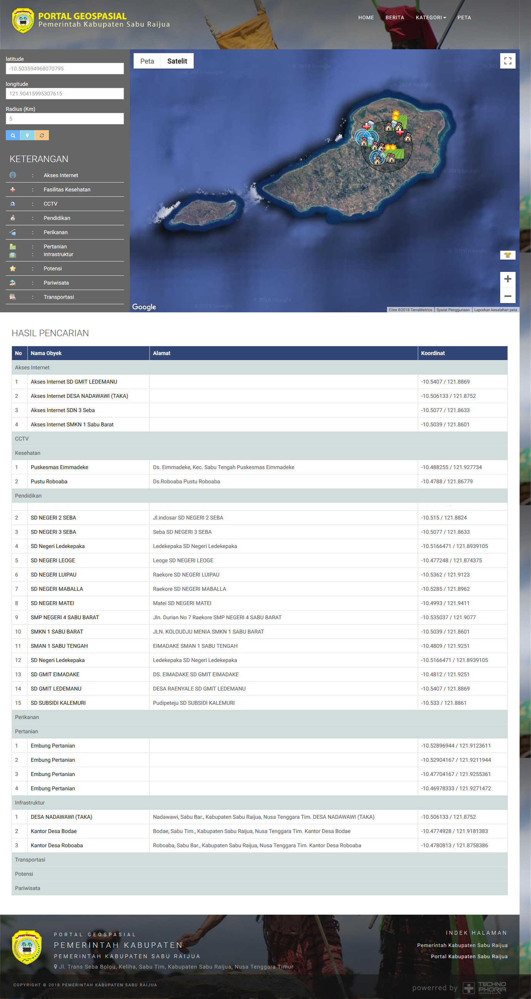 PORTAL GEOSPASIAL
Pemerintah Kabupaten Sabu Raijua
HOME BERITA KATEGORI PETA
latitude
-10.503594968070795
longitude
121.90415995307615
Radius (Km)
5
KETERANGAN
: Akses Internet
: Fasilitas Kesehatan
: CCTV
: Pendidikan
: Perikanan
: Pertanian
: Infrastruktur
: Potensi
: Pariwisata
: Transportasi
Peta Satelit
© 2018 Google
© 2018 Google
© 2018 Google
© 2018 Google
© 2018 Google
© 2018 Google
© 2018 Google
Google
Citra ©2018 TerraMetrics Syarat Penggunaan Laporkan kesalahan peta
HASIL PENCARIAN
No Nama Obyek Alamat Koordinat
Akses Internet
1 Akses Internet SD GMIT LEDEMANU -10.5407 / 121.8869
2 Akses Internet DESA NADAWAWI (TAKA) -10.506133 / 121.8752
3 Akses Internet SDN 3 Seba -10.5077 / 121.8633
4 Akses Internet SMKN 1 Sabu Barat -10.5039 / 121.8601
CCTV
Kesehatan
1 Puskesmas Eimmadeke Ds. Eimmadeke, Kec. Sabu Tengah Puskesmas Eimmadeke -10.488255 / 121.927734
2 Pustu Roboaba Ds.Roboaba Pustu Roboaba -10.4788 / 121.86779
Pendidikan
2 SD NEGERI 2 SEBA Jl.indosar SD NEGERI 2 SEBA -10.515 / 121.8824
3 SD NEGERI 3 SEBA Seba SD NEGERI 3 SEBA -10.5077 / 121.8633
4 SD Negeri Ledekepaka Ledekepaka SD Negeri Ledekepaka -10.5166471 / 121.8939105
5 SD NEGERI LEOGE Leoge SD NEGERI LEOGE -10.477248 / 121.874375
6 SD NEGERI LUIPAU Raekore SD NEGERI LUIPAU -10.5362 / 121.9123
7 SD NEGERI MABALLA Raekore SD NEGERI MABALLA -10.5285 / 121.8962
8 SD NEGERI MATEI Matei SD NEGERI MATEI -10.4993 / 121.9411
9 SMP NEGERI 4 SABU BARAT Jln. Durian No 7 Raekore SMP NEGERI 4 SABU BARAT -10.535037 / 121.9077
10 SMKN 1 SABU BARAT JLN. KOLOUDJU MENIA SMKN 1 SABU BARAT -10.5039 / 121.8601
11 SMAN 1 SABU TENGAH EIMADAKE SMAN 1 SABU TENGAH -10.4809 / 121.9251
12 SD Negeri Ledekepaka Ledekepaka SD Negeri Ledekepaka -10.5166471 / 121.8939105
13 SD GMIT EIMADAKE DS. EIMADAKE SD GMIT EIMADAKE -10.4812 / 121.9251
14 SD GMIT LEDEMANU DESA RAENYALE SD GMIT LEDEMANU -10.5407 / 121.8869
15 SD SUBSIDI KALEMURI Pudipeteju SD SUBSIDI KALEMURI -10.533 / 121.8861
Perikanan
Pertanian
1 Embung Pertanian -10.52896944 / 121.9123611
2 Embung Pertanian -10.52904167 / 121.9211944
3 Embung Pertanian -10.47704167 / 121.9255361
4 Embung Pertanian -10.46978333 / 121.9271472
Infrastruktur
1 DESA NADAWAWI (TAKA) Nadawawi, Sabu Bar., Kabupaten Sabu Raijua, Nusa Tenggara Tim. DESA NADAWAWI (TAKA) -10.506133 / 121.8752
2 Kantor Desa Bodae Bodae, Sabu Tim., Kabupaten Sabu Raijua, Nusa Tenggara Tim. Kantor Desa Bodae -10.4774928 / 121.9181383
3 Kantor Desa Roboaba Roboaba, Sabu Bar., Kabupaten Sabu Raijua, Nusa Tenggara Tim. Kantor Desa Roboaba -10.4780813 / 121.8758386
Transportasi
Potensi
Pariwisata
PORTAL GEOSPASIAL
PEMERINTAH KABUPATEN
PEMERINTAH KABUPATEN SABU RAIJUA
Jl. Trans Seba Bolou, Keliha, Sabu Tim, Kabupaten Sabu Raijua, Nusa Tenggara Timur
INDEK HALAMAN
Pemerintah Kabupaten Sabu Raijua
Portal Kabupaten Sabu Raijua
COPYRIGHT © 2018 PEMERINTAH KABUPATEN SABU RAIJUA
powerred by TECHNO PHORIA INDONESIA